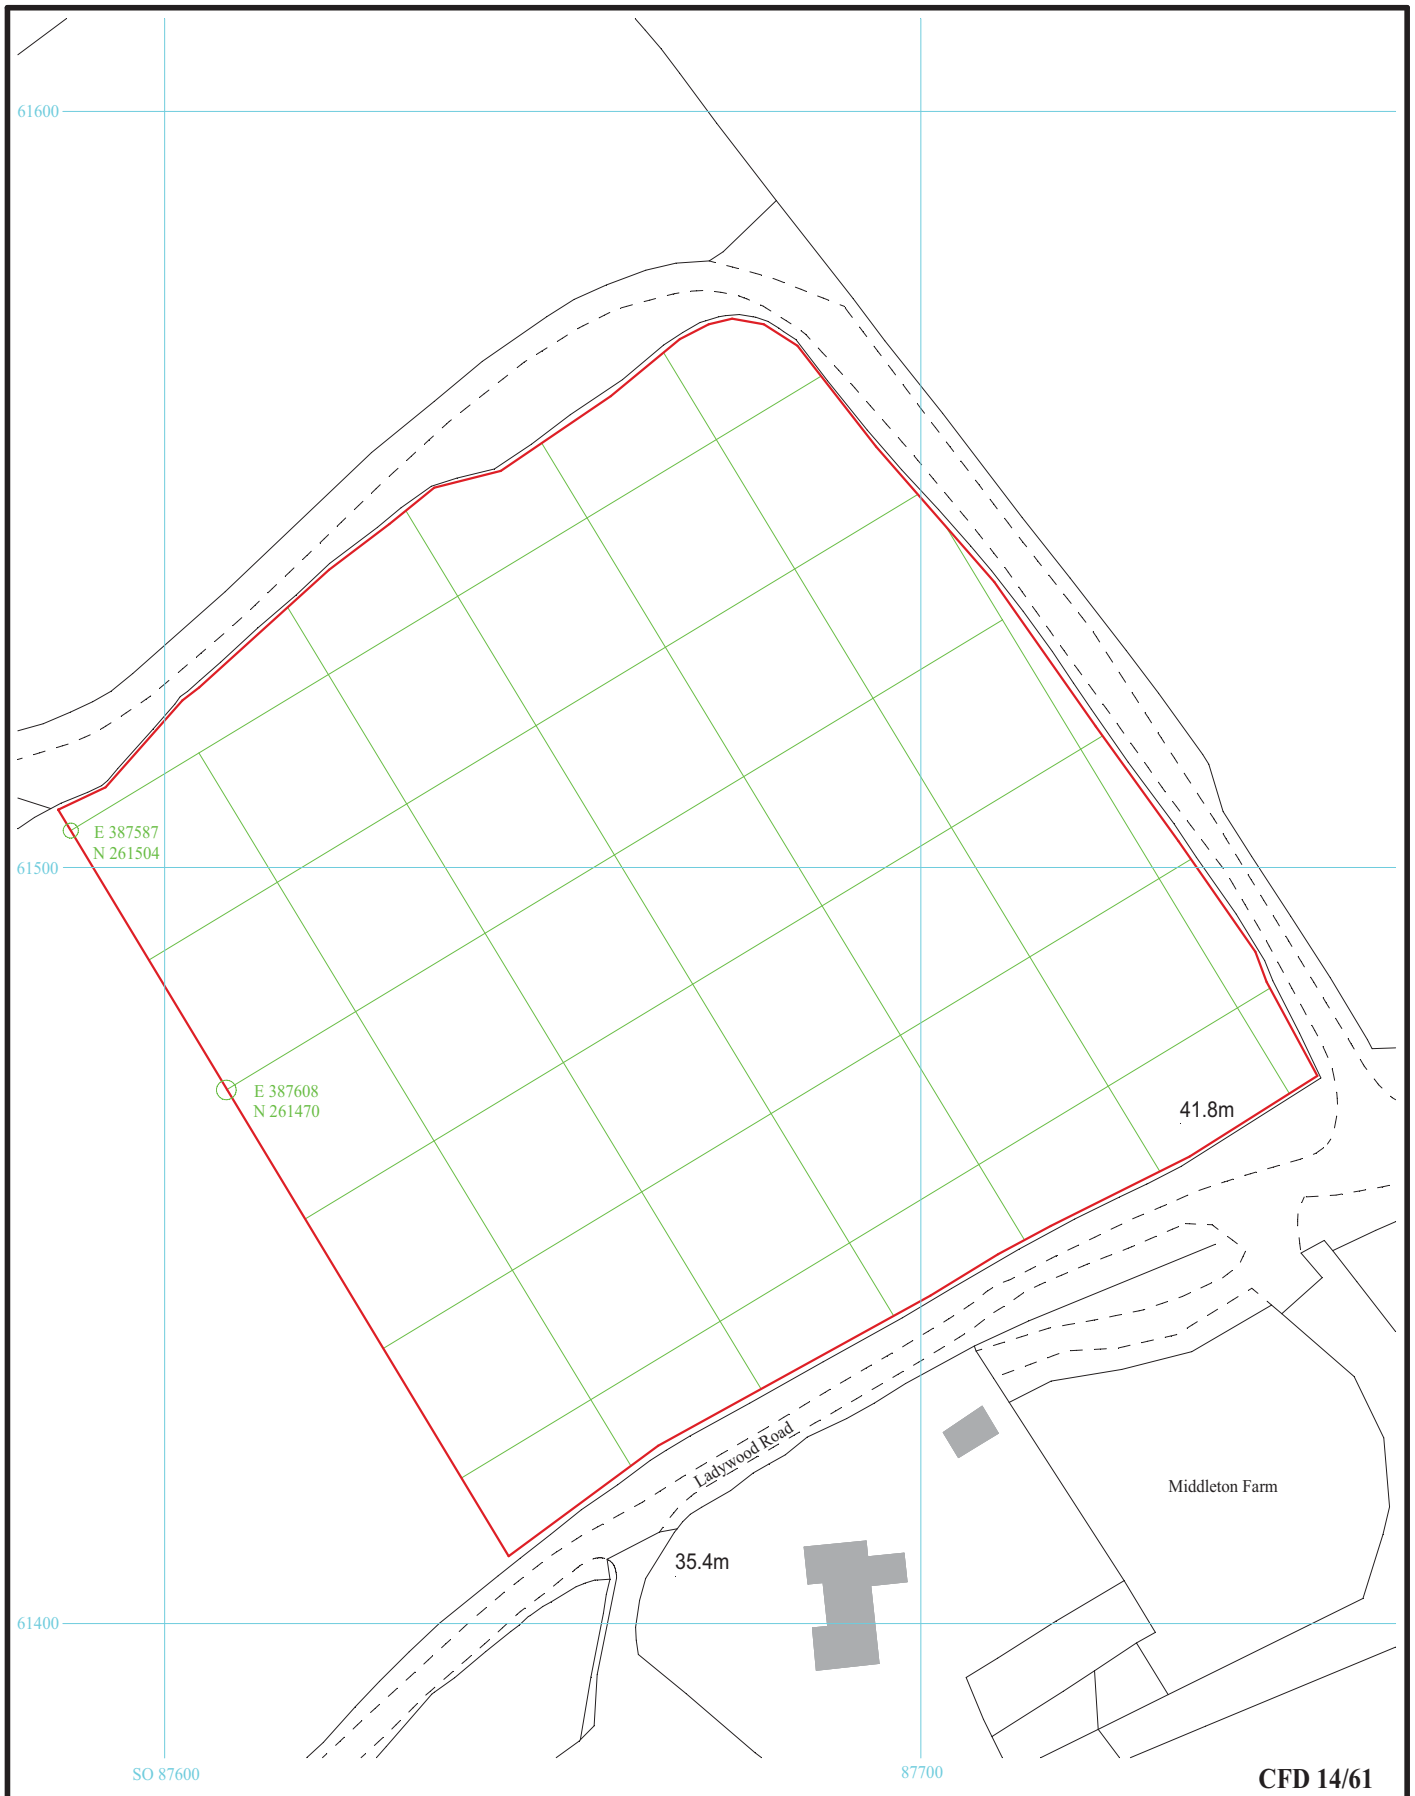 61600
E 387587
N 261504
61500
E 387608
N 261470
41.8m
Ladywood Road
Middleton Farm
35.4m
61400
SO 87600
87700
CFD 14/61